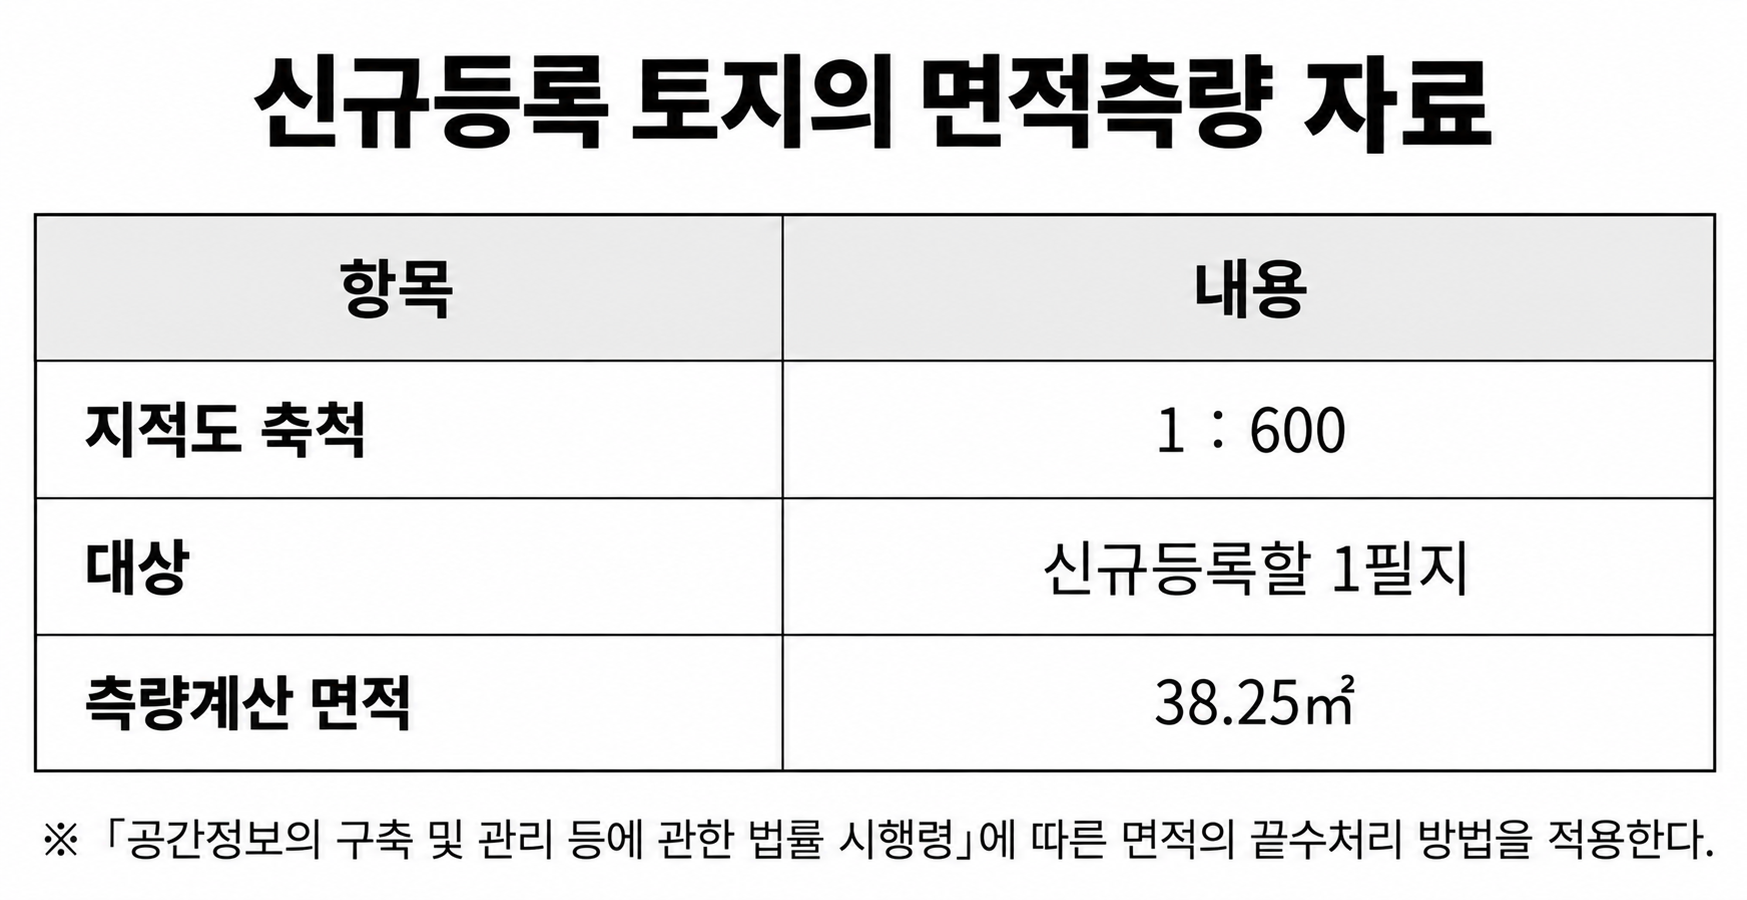 신규등록 토지의 면적측량 자료
항목 내용
지적도 축척 1 : 600
대상 신규등록할 1필지
측량계산 면적 38.25㎡
※ 「공간정보의 구축 및 관리 등에 관한 법률 시행령」에 따른 면적의 끝수처리 방법을 적용한다.